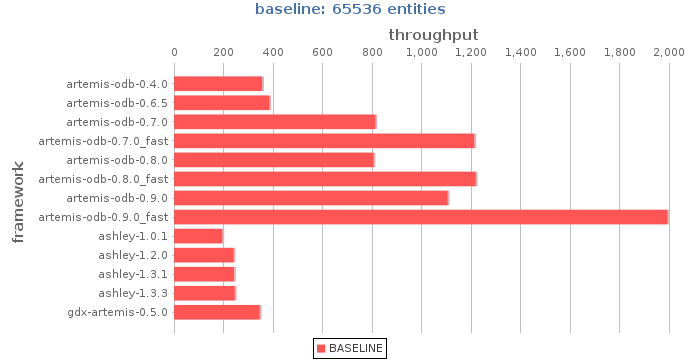 baseline: 65536 entities
throughput
0 200 400 600 800 1,000 1,200 1,400 1,600 1,800 2,000
framework
artemis-odb-0.4.0
artemis-odb-0.6.5
artemis-odb-0.7.0
artemis-odb-0.7.0_fast
artemis-odb-0.8.0
artemis-odb-0.8.0_fast
artemis-odb-0.9.0
artemis-odb-0.9.0_fast
ashley-1.0.1
ashley-1.2.0
ashley-1.3.1
ashley-1.3.3
gdx-artemis-0.5.0
BASELINE